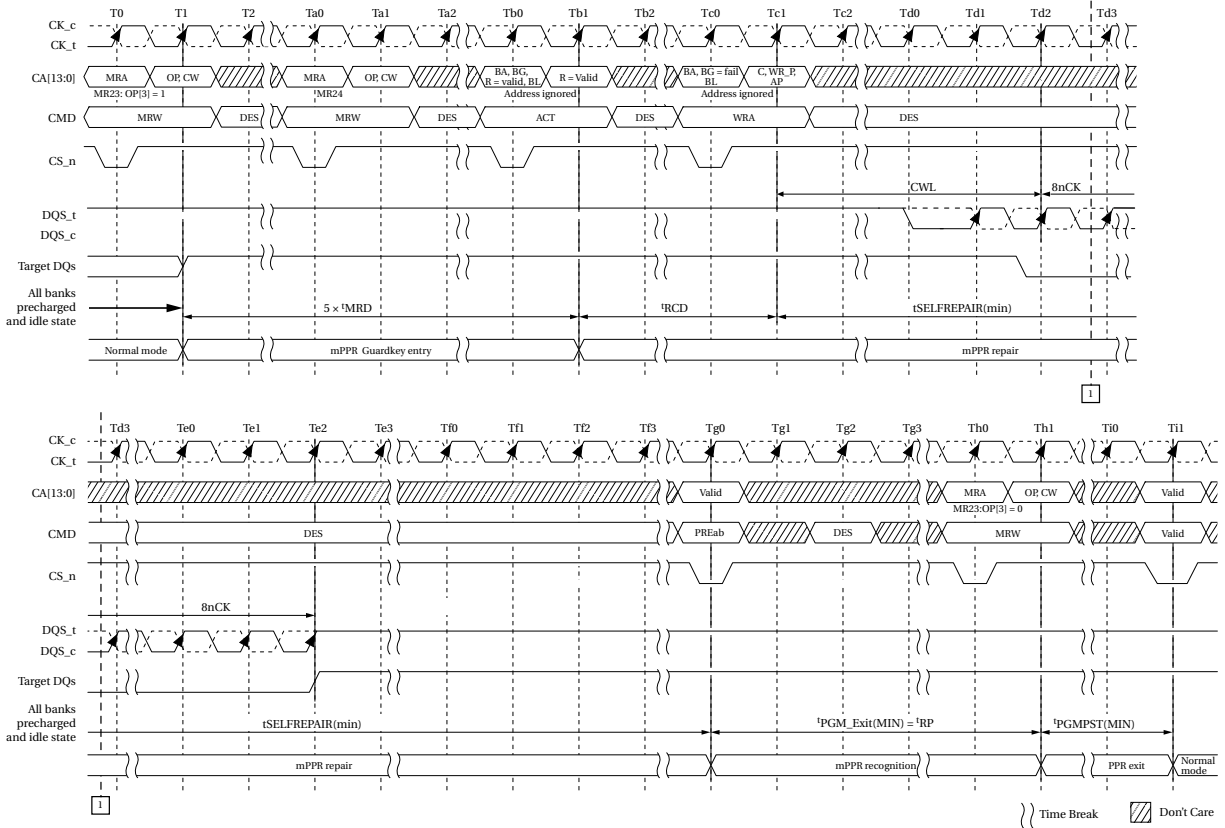 T0 T1 T2 Ta0 Ta1 Ta2 Tb0 Tb1 Tb2 Tc0 Tc1 Tc2 Td0 Td1 Td2 Td3
CK_c
CK_t
CA[13:0] MRA OP, CW MRA OP, CW BA, BG, R = valid, BL R = Valid BA, BG = fail BL C, WR_P, AP
MR23: OP[3] = 1 MR24 Address ignored Address ignored
CMD MRW DES MRW DES ACT DES WRA DES
CS_n
CWL 8nCK
DQS_t
DQS_c
Target DQs
All banks
precharged
and idle state
5 × tMRD tRCD tSELFREPAIR(min)
Normal mode mPPR Guardkey entry mPPR repair
1
Td3 Te0 Te1 Te2 Te3 Tf0 Tf1 Tf2 Tf3 Tg0 Tg1 Tg2 Tg3 Th0 Th1 Ti0 Ti1
CK_c
CK_t
CA[13:0] Valid MRA OP, CW Valid
MR23:OP[3] = 0
CMD DES PREab DES MRW Valid
CS_n
8nCK
DQS_t
DQS_c
Target DQs
All banks
precharged
and idle state
tSELFREPAIR(min) tPGM_Exit(MIN) = tRP tPGMPST(MIN)
mPPR repair mPPR recognition PPR exit Normal mode
1
Time Break Don't Care